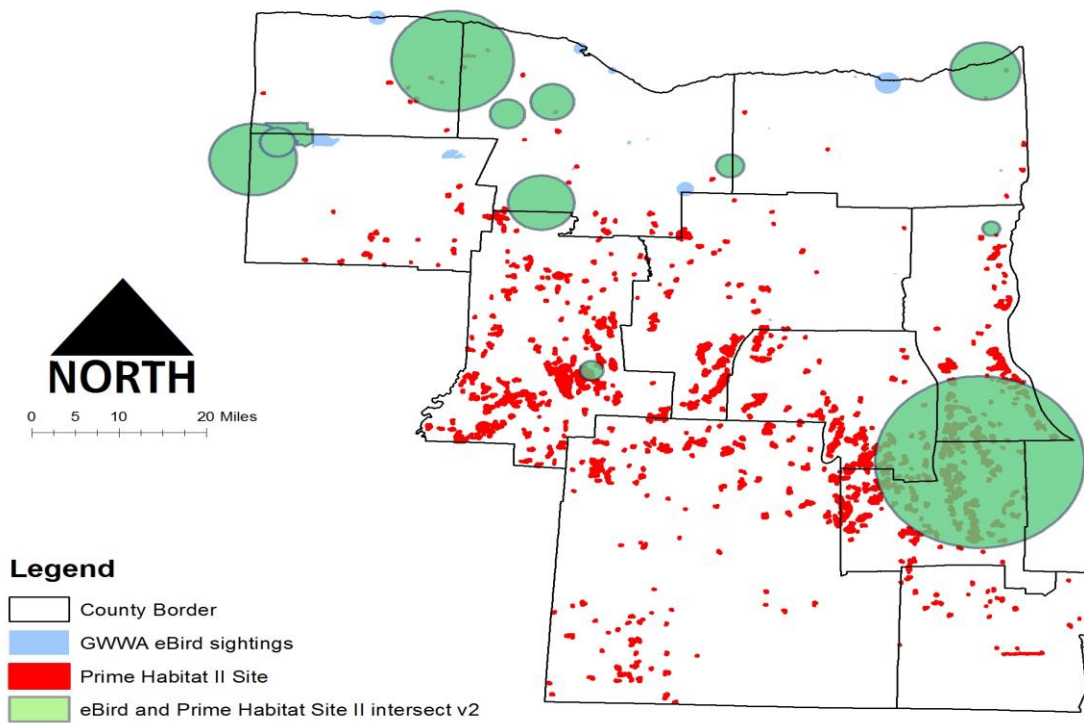 NORTH
0 5 10 20 Miles
Legend
County Border
GWWA eBird sightings
Prime Habitat II Site
eBird and Prime Habitat Site II intersect v2